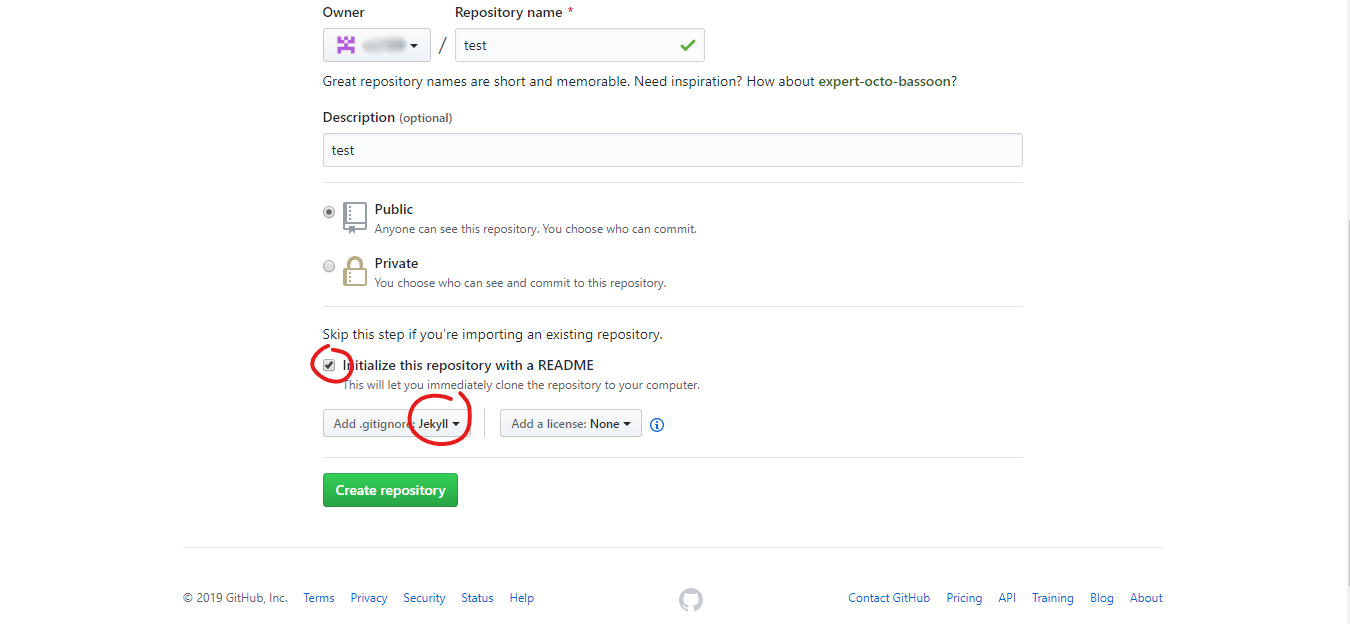 Owner
Repository name *
/
test
Great repository names are short and memorable. Need inspiration? How about expert-octo-bassoon?
Description (optional)
test
Public
Anyone can see this repository. You choose who can commit.
Private
You choose who can see and commit to this repository.
Skip this step if you're importing an existing repository.
Initialize this repository with a README
This will let you immediately clone the repository to your computer.
Add .gitignore: Jekyll
Add a license: None
Create repository
© 2019 GitHub, Inc. Terms Privacy Security Status Help
Contact GitHub Pricing API Training Blog About